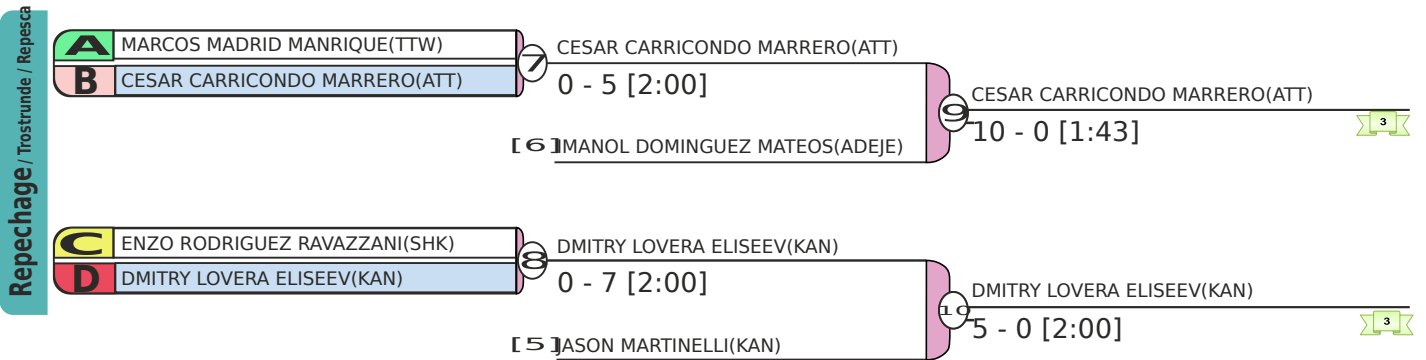 Repechage / Trostrunde / Repesca
A MARCOS MADRID MANRIQUE(TTW)
B CESAR CARRICONDO MARRERO(ATT)
7
CESAR CARRICONDO MARRERO(ATT)
0 - 5 [2:00]
[6] IMANOL DOMINGUEZ MATEOS(ADEJE)
9
CESAR CARRICONDO MARRERO(ATT)
10 - 0 [1:43]
3
C ENZO RODRIGUEZ RAVAZZANI(SHK)
D DMITRY LOVERA ELISEEV(KAN)
8
DMITRY LOVERA ELISEEV(KAN)
0 - 7 [2:00]
[5] JASON MARTINELLI(KAN)
10
DMITRY LOVERA ELISEEV(KAN)
5 - 0 [2:00]
3